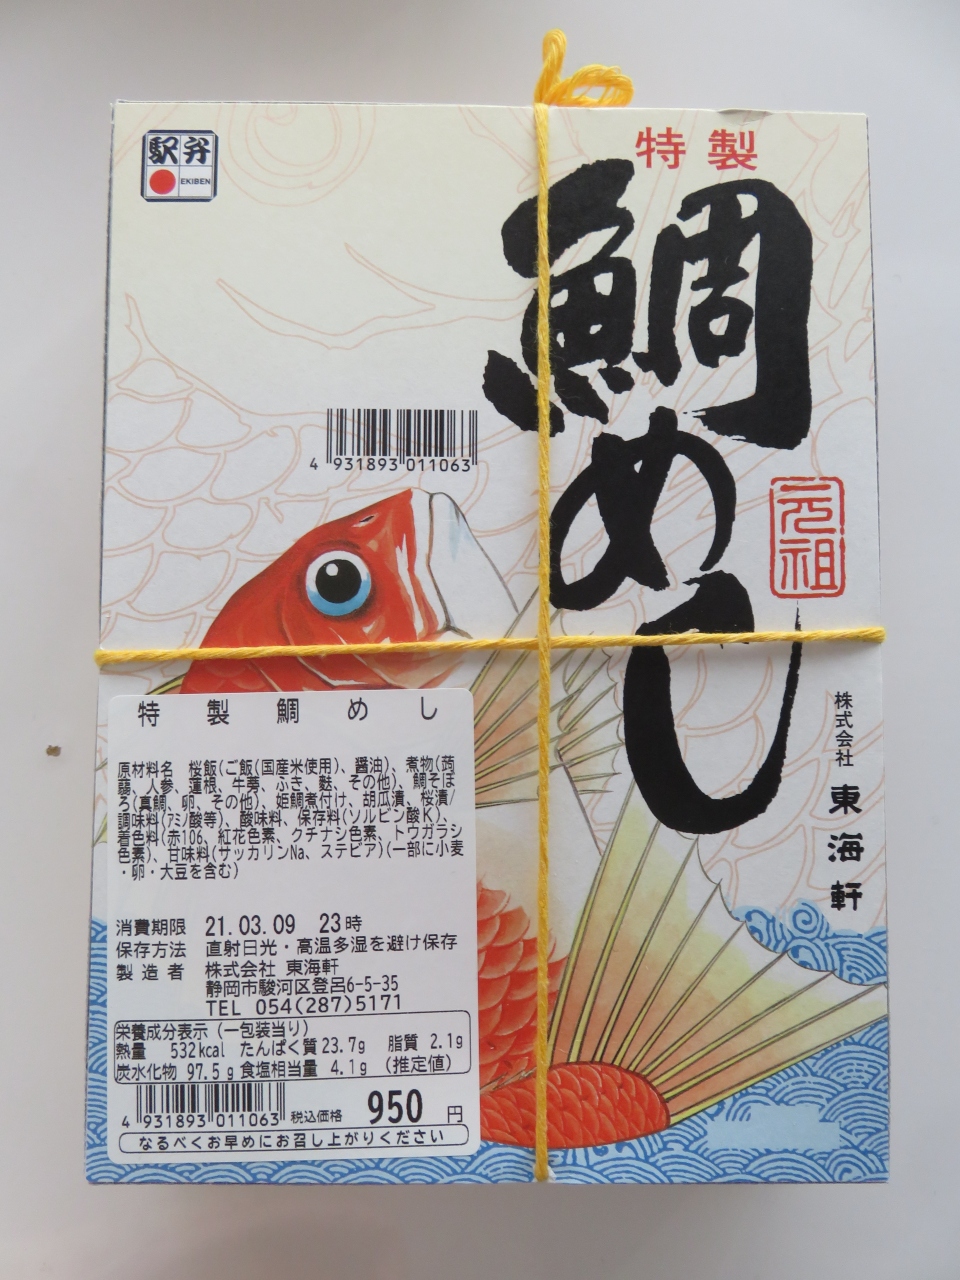 駅弁
EKIBEN
特製
鯛めし
元祖
株式会社 東海軒
4 931893 011063
特製鯛めし
原材料名 桜飯(ご飯(国産米使用)、醤油)、煮物(蒟
蒻、人参、蓮根、牛蒡、ふき、麩、その他)、鯛そぼ
ろ(真鯛、卵、その他)、姫鯛煮付け、胡瓜漬、桜漬/
調味料(アミノ酸等)、酸味料、保存料(ソルビン酸K)、
着色料(赤106、紅花色素、クチナシ色素、トウガラシ
色素)、甘味料(サッカリンNa、ステビア)(一部に小麦
・卵・大豆を含む)
消費期限 21.03.09 23時
保存方法 直射日光・高温多湿を避け保存
製造者 株式会社 東海軒
静岡市駿河区登呂6-5-35
TEL 054(287)5171
栄養成分表示(一包装当り)
熱量 532kcal たんぱく質23.7g 脂質 2.1g
炭水化物 97.5g 食塩相当量 4.1g (推定値)
4 931893 011063 税込価格 950円
なるべくお早めにお召し上がりください